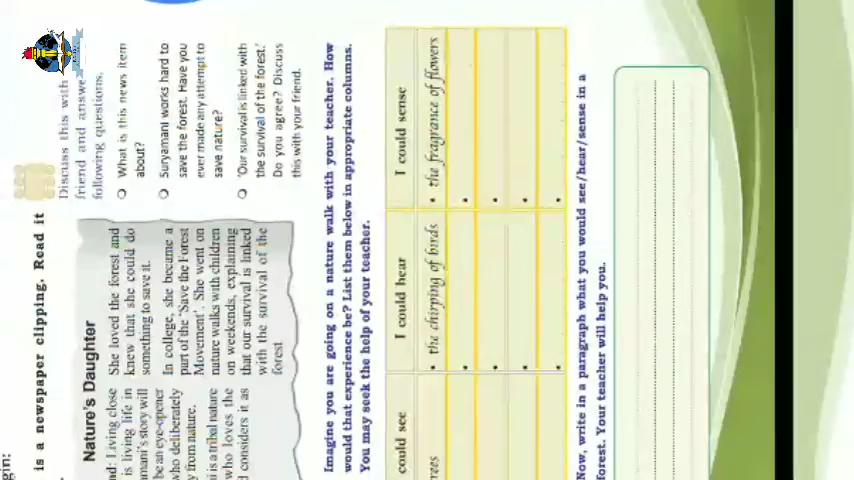 gin:
is a newspaper clipping. Read it
Discuss this with
friend and answe
following questions.
Nature's Daughter
nd: Living close
is living life in
mani's story will
be an eye-opener
who deliberately
y from nature.
i is a tribal nature
who loves the
d considers it as
She loved the forest and
knew that she could do
something to save it.
In college, she became a
part of the 'Save the Forest
Movement'. She went on
nature walks with children
on weekends, explaining
that our survival is linked
with the survival of the
forest
What is this news item
about?
Suryamani works hard to
save the forest. Have you
ever made any attempt to
save nature?
'Our survival is linked with
the survival of the forest.'
Do you agree? Discuss
this with your friend.
Imagine you are going on a nature walk with your teacher. How
would that experience be? List them below in appropriate columns.
You may seek the help of your teacher.
could see
I could hear
I could sense
rees
• the chirping of birds
• the fragrance of flowers
Now, write in a paragraph what you would see/hear/sense in a
forest. Your teacher will help you.